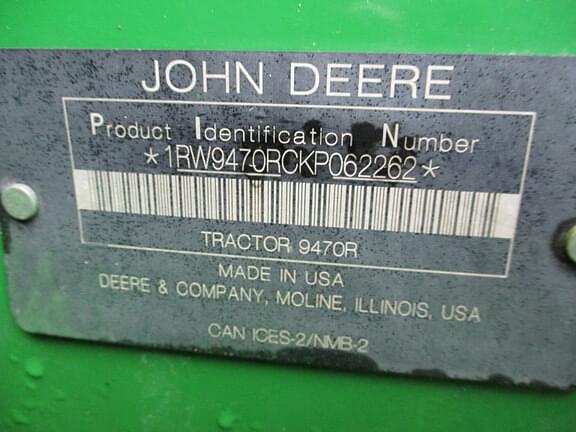 JOHN DEERE
Product Identification Number
*1RW9470RCKP062262*
TRACTOR 9470R
MADE IN USA
DEERE & COMPANY, MOLINE, ILLINOIS, USA
CAN ICES-2/NMB-2